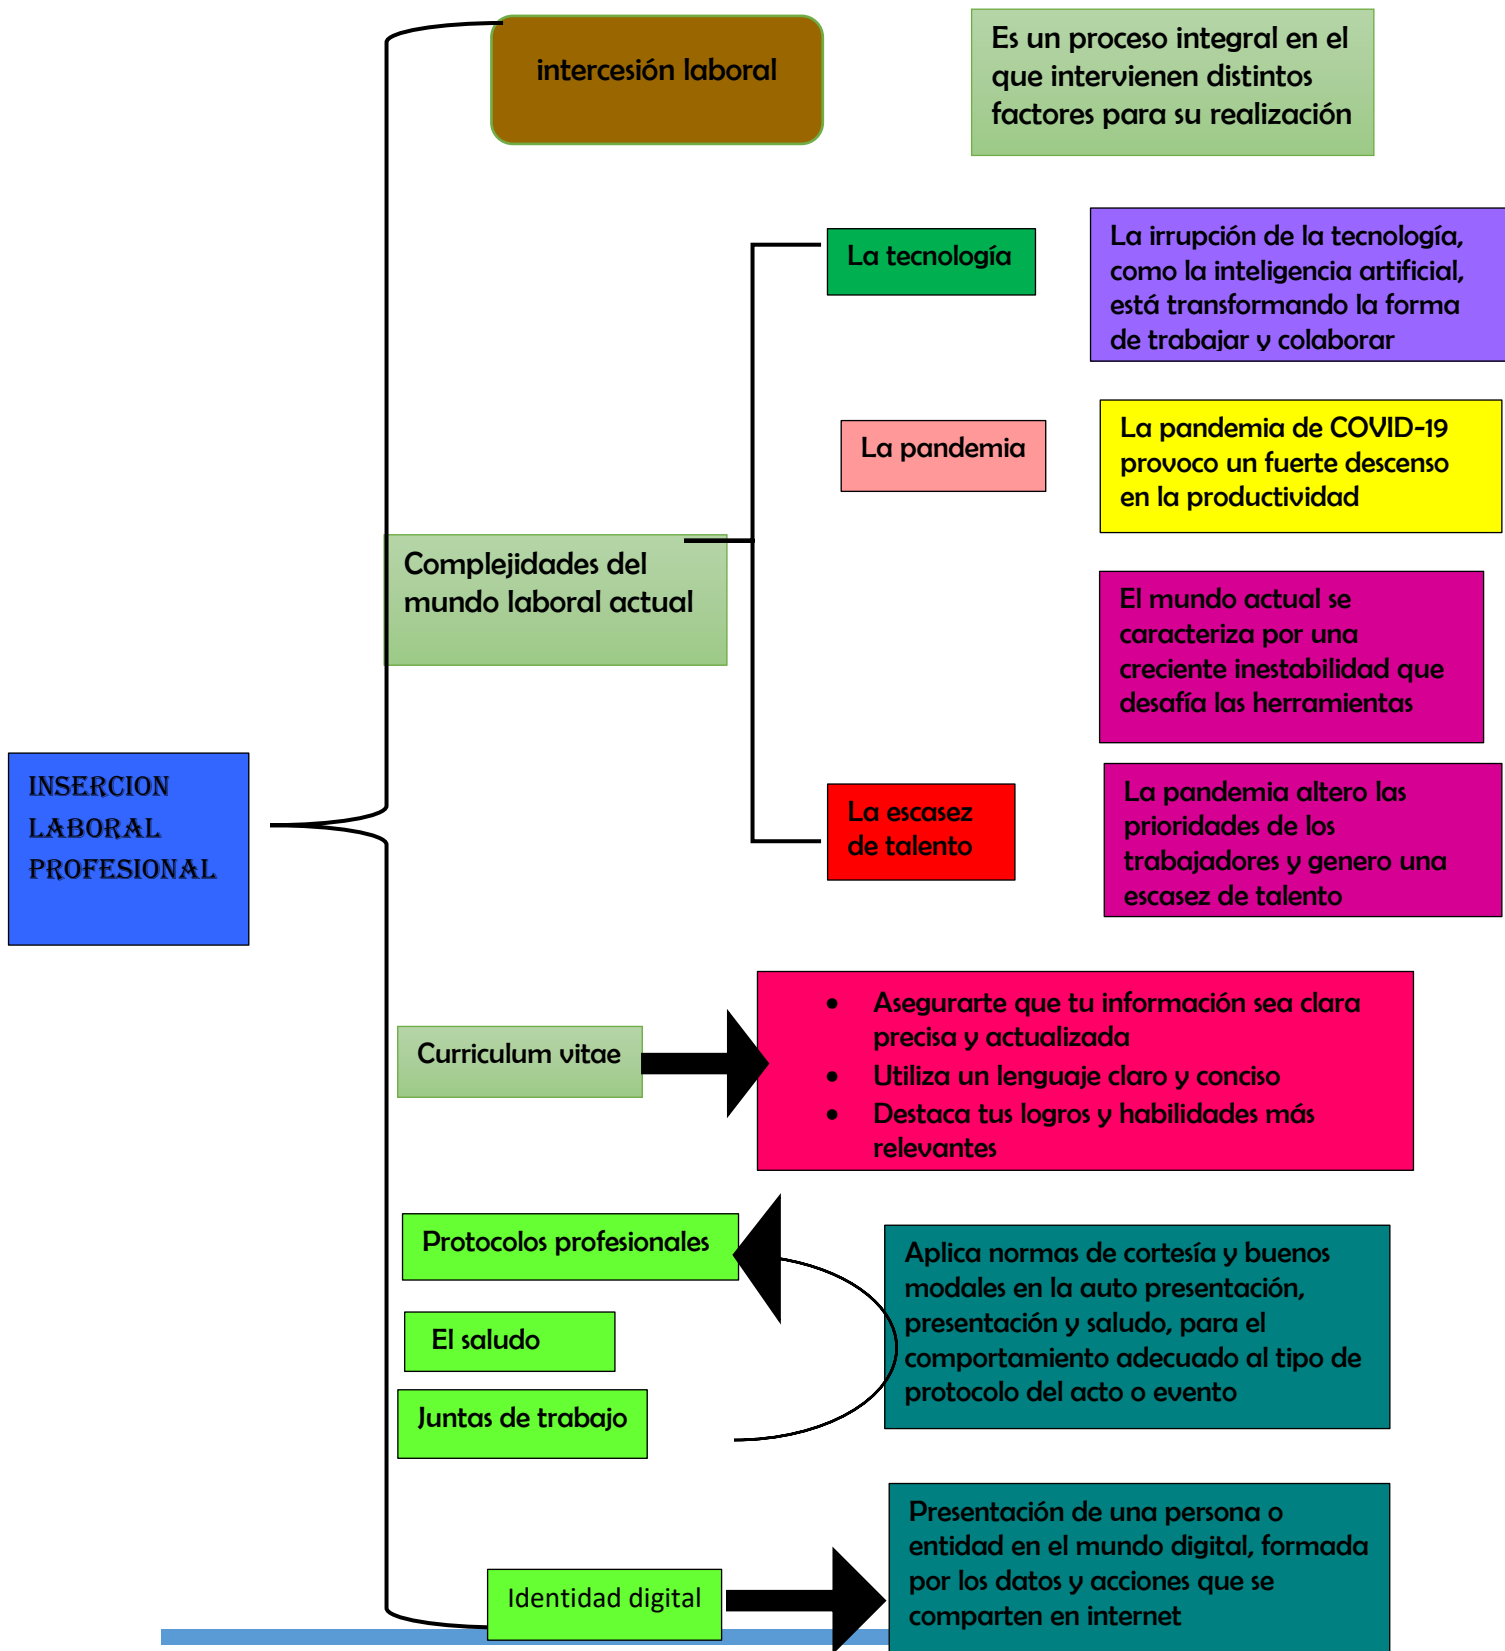 intercesión laboral
Es un proceso integral en el
que intervienen distintos
factores para su realización
La tecnología
La irrupción de la tecnología,
como la inteligencia artificial,
está transformando la forma
de trabajar y colaborar
La pandemia
La pandemia de COVID-19
provoco un fuerte descenso
en la productividad
Complejidades del
mundo laboral actual
El mundo actual se
caracteriza por una
creciente inestabilidad que
desafía las herramientas
INSERCION
LABORAL
PROFESIONAL
La escasez
de talento
La pandemia altero las
prioridades de los
trabajadores y genero una
escasez de talento
Curriculum vitae
• Asegurarte que tu información sea clara
precisa y actualizada
• Utiliza un lenguaje claro y conciso
• Destaca tus logros y habilidades más
relevantes
Protocolos profesionales
El saludo
Juntas de trabajo
Aplica normas de cortesía y buenos
modales en la auto presentación,
presentación y saludo, para el
comportamiento adecuado al tipo de
protocolo del acto o evento
Identidad digital
Presentación de una persona o
entidad en el mundo digital, formada
por los datos y acciones que se
comparten en internet